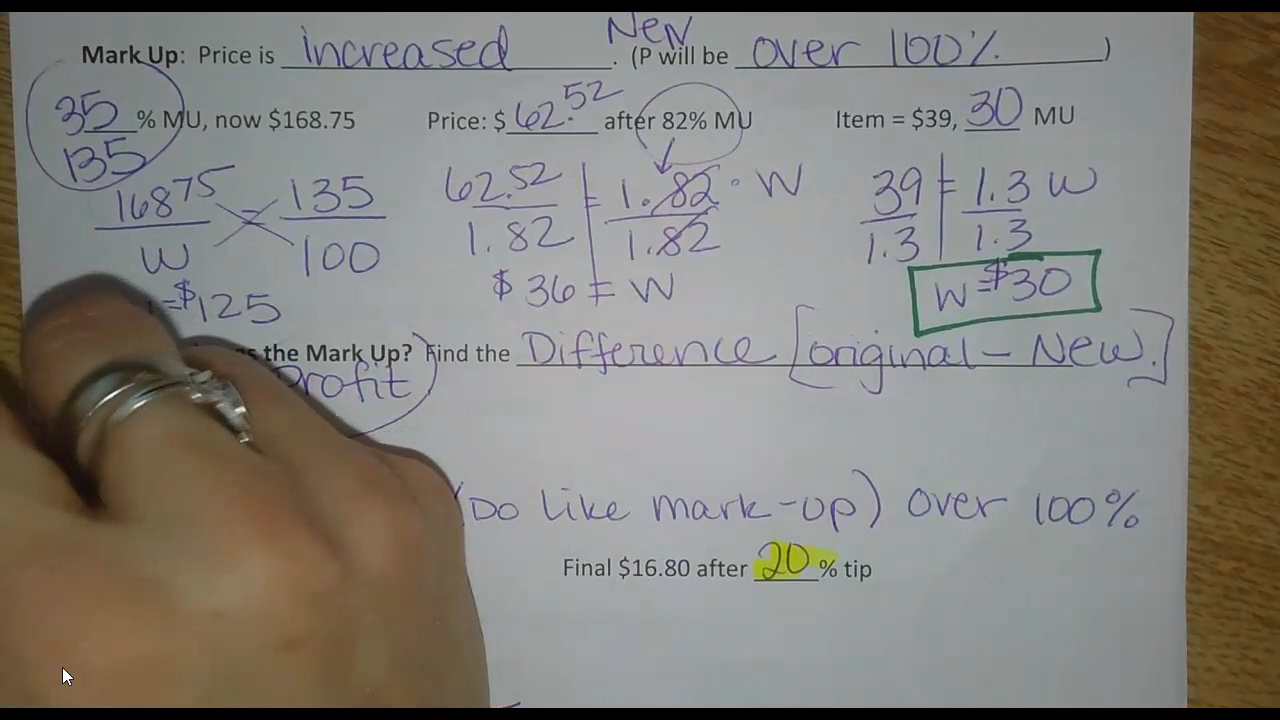 Mark Up: Price is increased. New (P will be over 100%)
35% MU, now $168.75
135
Price: $62.52 after 82% MU
Item = $39, 30 MU
168 75 / W = 135 / 100
= $125
62.52 / 1.82 = 1.82 · W / 1.82
$ 36 = W
39 / 1.3 = 1.3 W / 1.3
W = $30
the Mark Up? Find the Difference [original - New.]
Profit
(Do like mark-up) over 100%
Final $16.80 after 20% tip